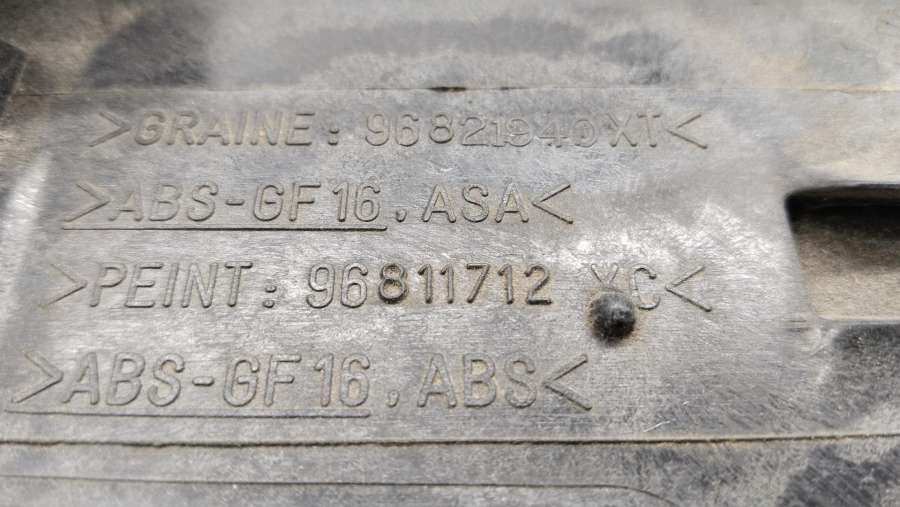 >GRAINE: 96821940XT<
>ABS-GF16, ASA<
>PEINT: 96811712 XC<
>ABS-GF16, ABS<